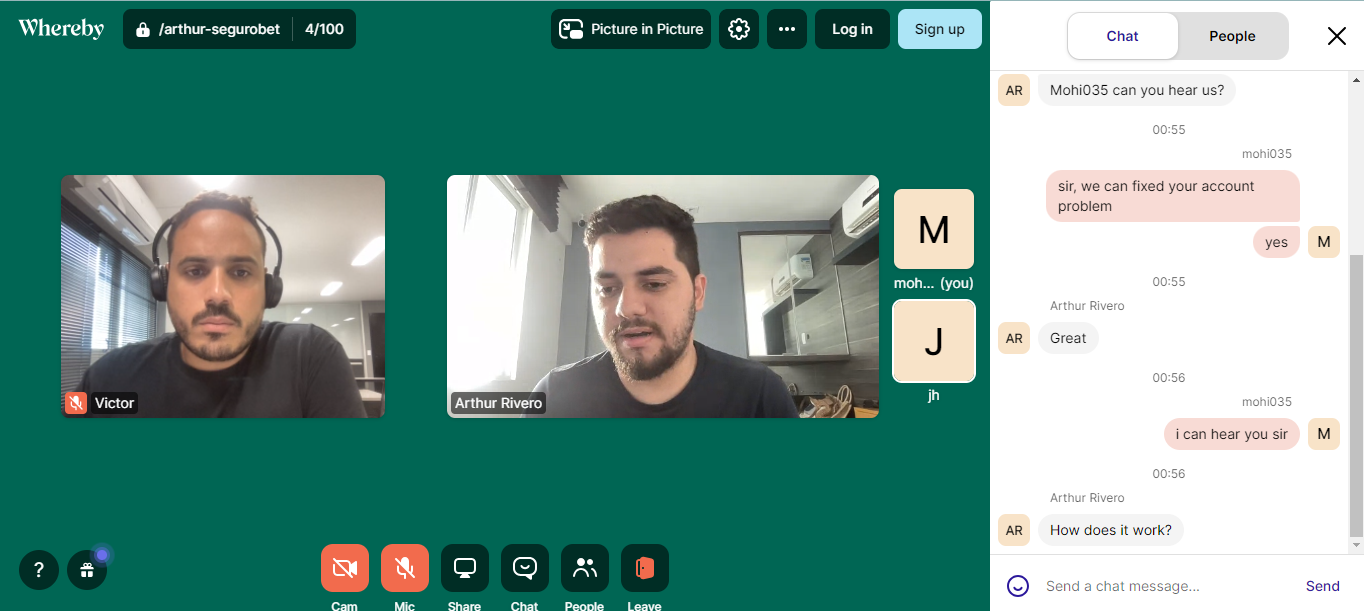 Whereby
/arthur-segurobet
4/100
Picture in Picture
Log in
Sign up
Victor
Arthur Rivero
M
moh... (you)
J
jh
?
Cam
Mic
Share
Chat
People
Leave
Chat
People
AR
Mohi035 can you hear us?
00:55
mohi035
sir, we can fixed your account
problem
yes
M
00:55
Arthur Rivero
AR
Great
00:56
mohi035
i can hear you sir
M
00:56
Arthur Rivero
AR
How does it work?
Send a chat message...
Send